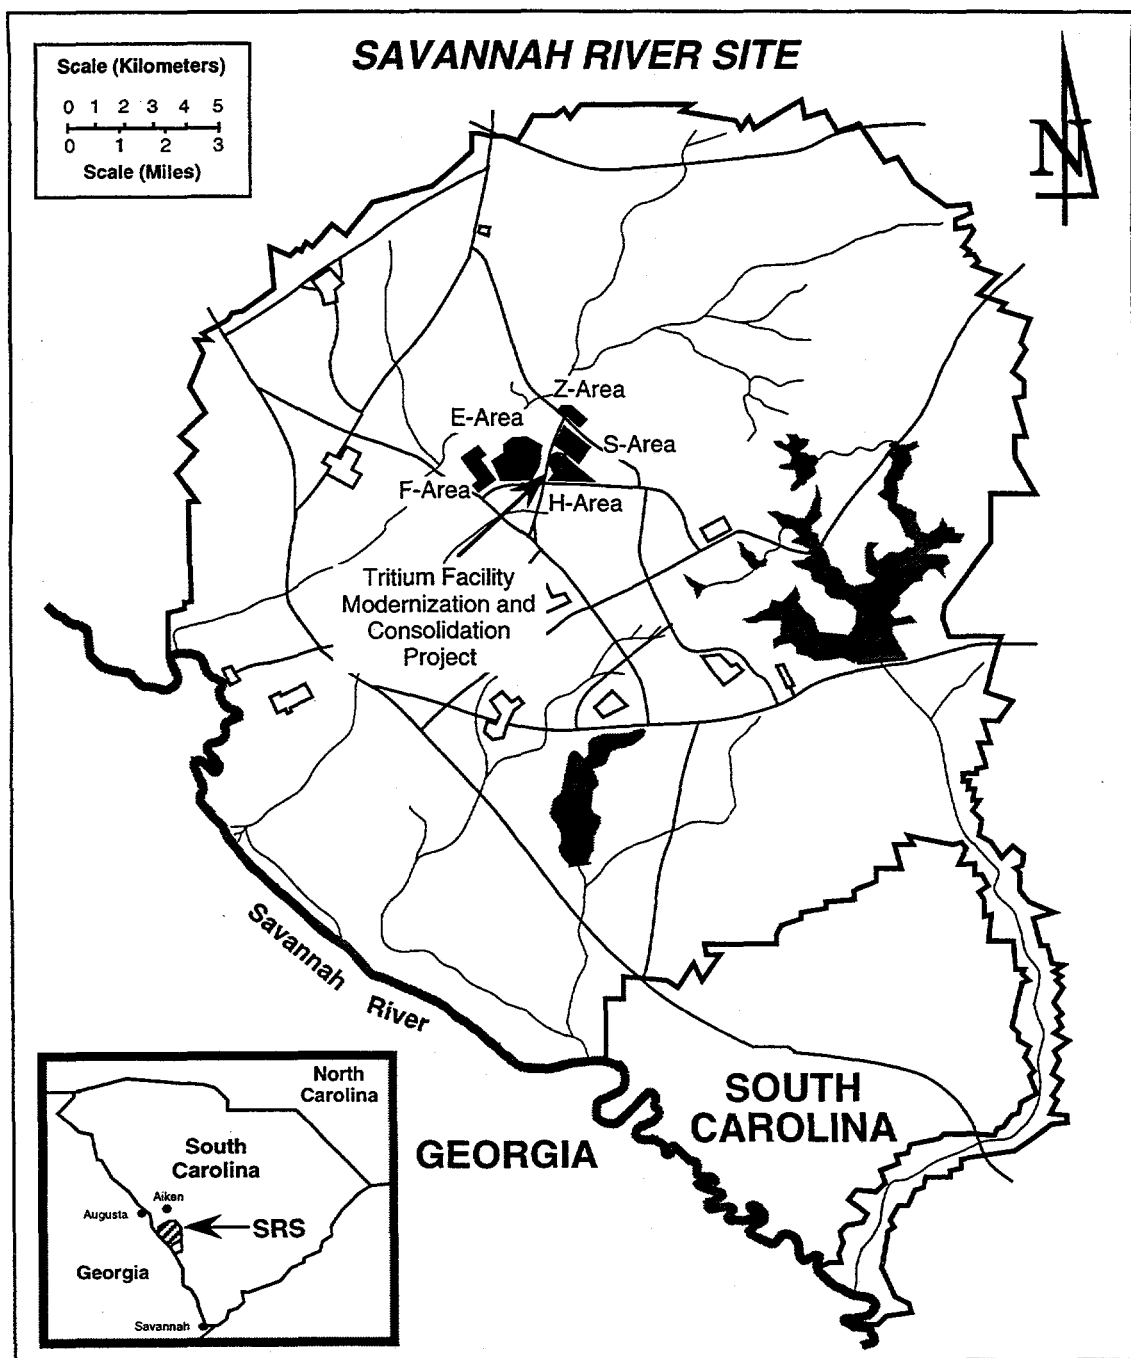 SAVANNAH RIVER SITE
Scale (Kilometers)
0 1 2 3 4 5
0 1 2 3
Scale (Miles)
N
Z-Area
E-Area
S-Area
F-Area
H-Area
Tritium Facility
Modernization and
Consolidation
Project
Savannah River
SOUTH
CAROLINA
GEORGIA
North
Carolina
South
Carolina
Aiken
Augusta
SRS
Georgia
Savannah